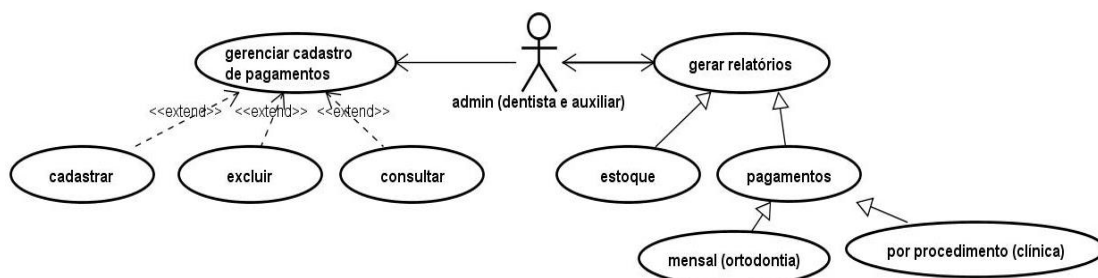 gerenciar cadastro
de pagamentos
admin (dentista e auxiliar)
gerar relatórios
<<extend>>
<<extend>>
<<extend>>
cadastrar
excluir
consultar
estoque
pagamentos
mensal (ortodontia)
por procedimento (clínica)